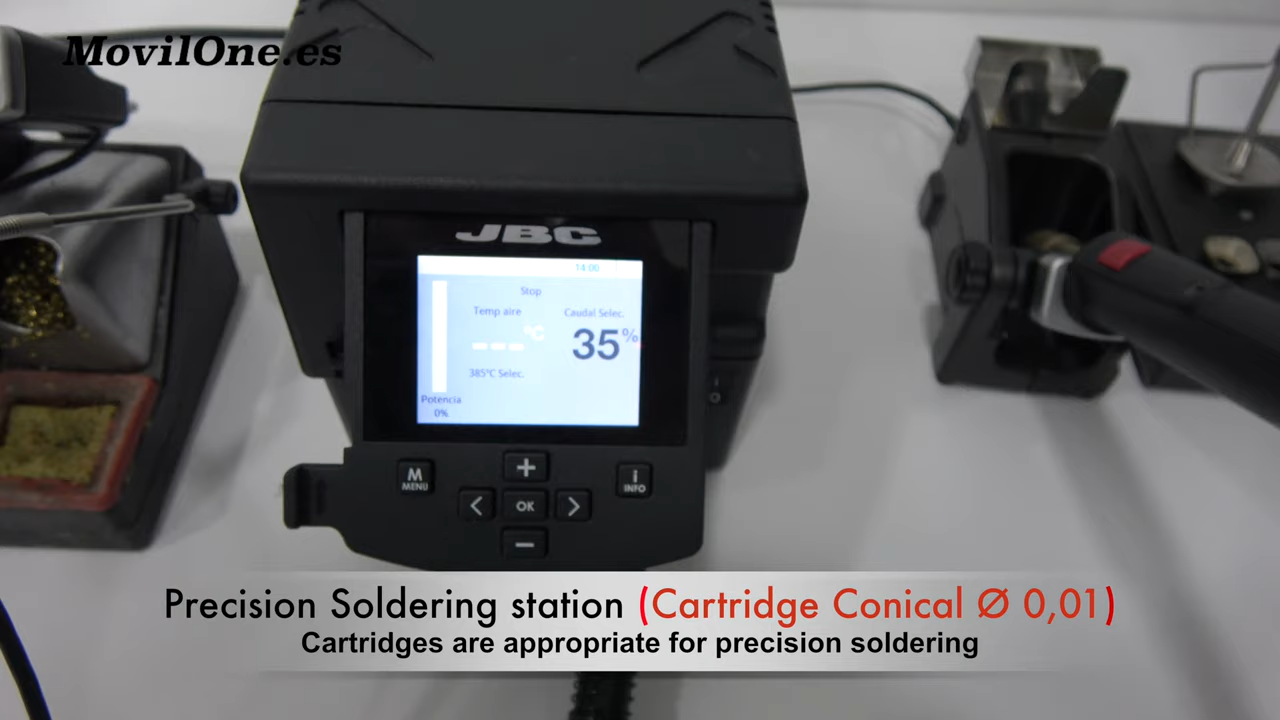 MovilOne.es
JBC
14:00
Stop
Temp aire
Caudal Selec.
---°C
35%
385ºC Selec.
Potencia
0%
M
MENU
+
i
INFO
<
OK
>
−
O
Precision Soldering station (Cartridge Conical Ø 0,01)
Cartridges are appropriate for precision soldering